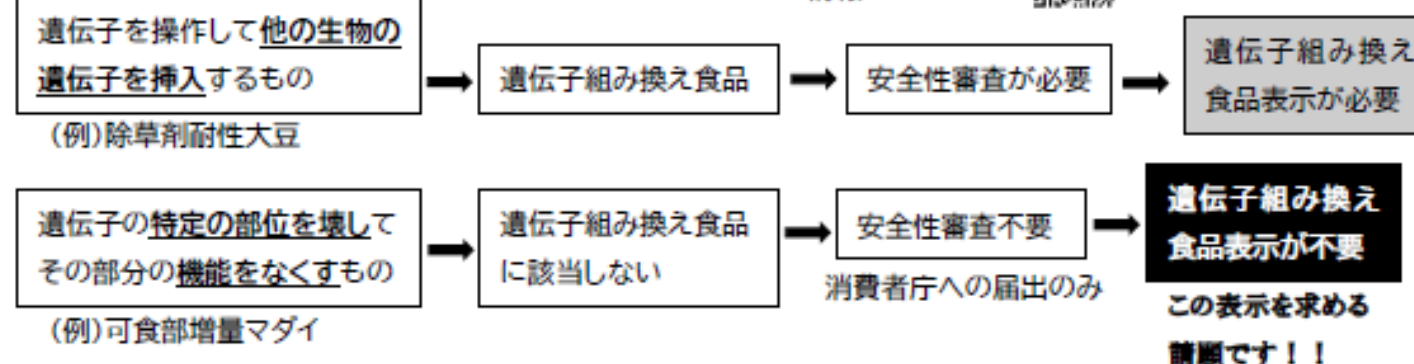 遺伝子を操作して他の生物の
遺伝子を挿入するもの
遺伝子組み換え食品
安全性審査が必要
遺伝子組み換え
食品表示が必要
(例)除草剤耐性大豆
遺伝子の特定の部位を壊して
その部分の機能をなくすもの
遺伝子組み換え食品
に該当しない
安全性審査不要
消費者庁への届出のみ
遺伝子組み換え
食品表示が不要
この表示を求める
請願です!!
(例)可食部増量マダイ